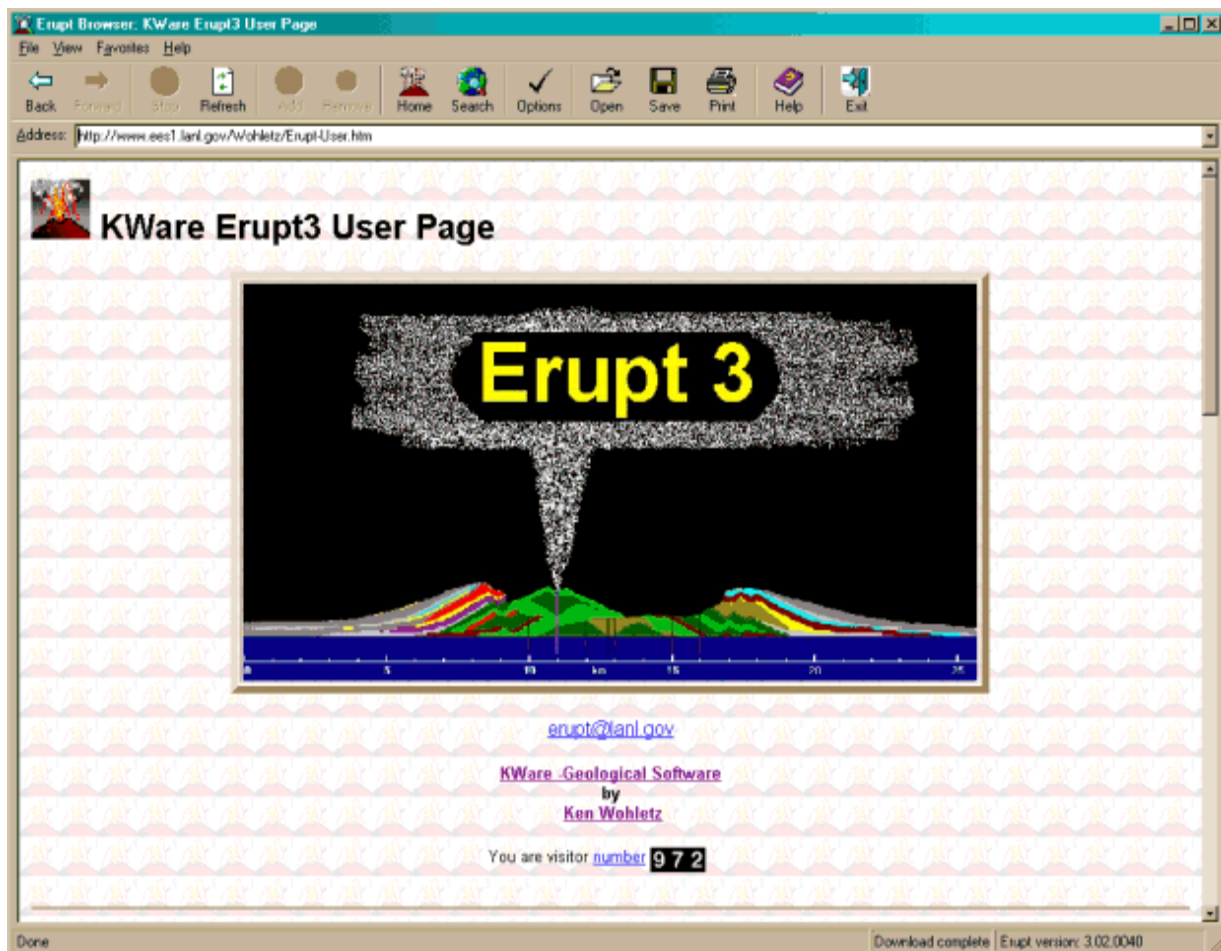 Erupt Browser: KWare Erupt3 User Page
File View Favorites Help
Back Forward Stop Refresh Add Remove Home Search Options Open Save Print Help Exit
Address: http://www.ees1.lanl.gov/Wohletz/Erupt-User.htm
KWare Erupt3 User Page
Erupt 3
0 5 10 km 15 20 25
erupt@lanl.gov
KWare -Geological Software
by
Ken Wohletz
You are visitor number 972
Done Download complete Erupt version: 3.02.0040